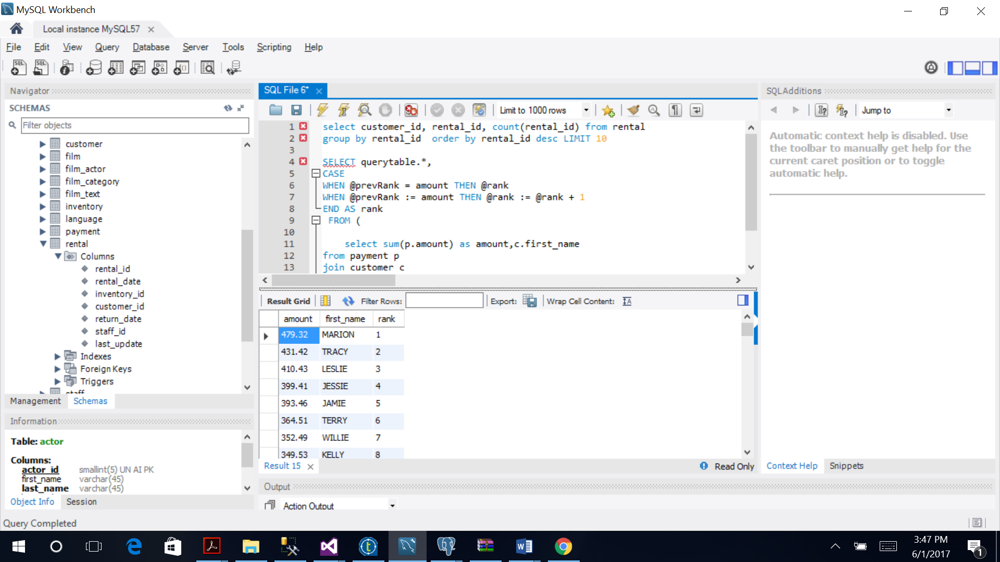 MySQL Workbench
Local instance MySQL57
File Edit View Query Database Server Tools Scripting Help
Navigator
SCHEMAS
Filter objects
customer
film
film_actor
film_category
film_text
inventory
language
payment
rental
Columns
rental_id
rental_date
inventory_id
customer_id
return_date
staff_id
last_update
Indexes
Foreign Keys
Triggers
staff
Management Schemas
Information
Table: actor
Columns:
actor_id smallint(5) UN AI PK
first_name varchar(45)
last_name varchar(45)
Object Info Session
Query Completed
SQL File 6*
Limit to 1000 rows
1 select customer_id, rental_id, count(rental_id) from rental
2 group by rental_id  order by rental_id desc LIMIT 10
3
4 SELECT querytable.*,
5 CASE
6 WHEN @prevRank = amount THEN @rank
7 WHEN @prevRank := amount THEN @rank := @rank + 1
8 END AS rank
9 FROM (
10
11 select sum(p.amount) as amount,c.first_name
12 from payment p
13 join customer c
Result Grid Filter Rows: Export: Wrap Cell Content:
amount first_name rank
479.32 MARION 1
431.42 TRACY 2
410.43 LESLIE 3
399.41 JESSIE 4
393.46 JAMIE 5
364.51 TERRY 6
352.49 WILLIE 7
349.53 KELLY 8
Result 15
Read Only
Output
Action Output
SQLAdditions
Jump to
Automatic context help is disabled. Use
the toolbar to manually get help for the
current caret position or to toggle
automatic help.
Context Help Snippets
3:47 PM
6/1/2017
1